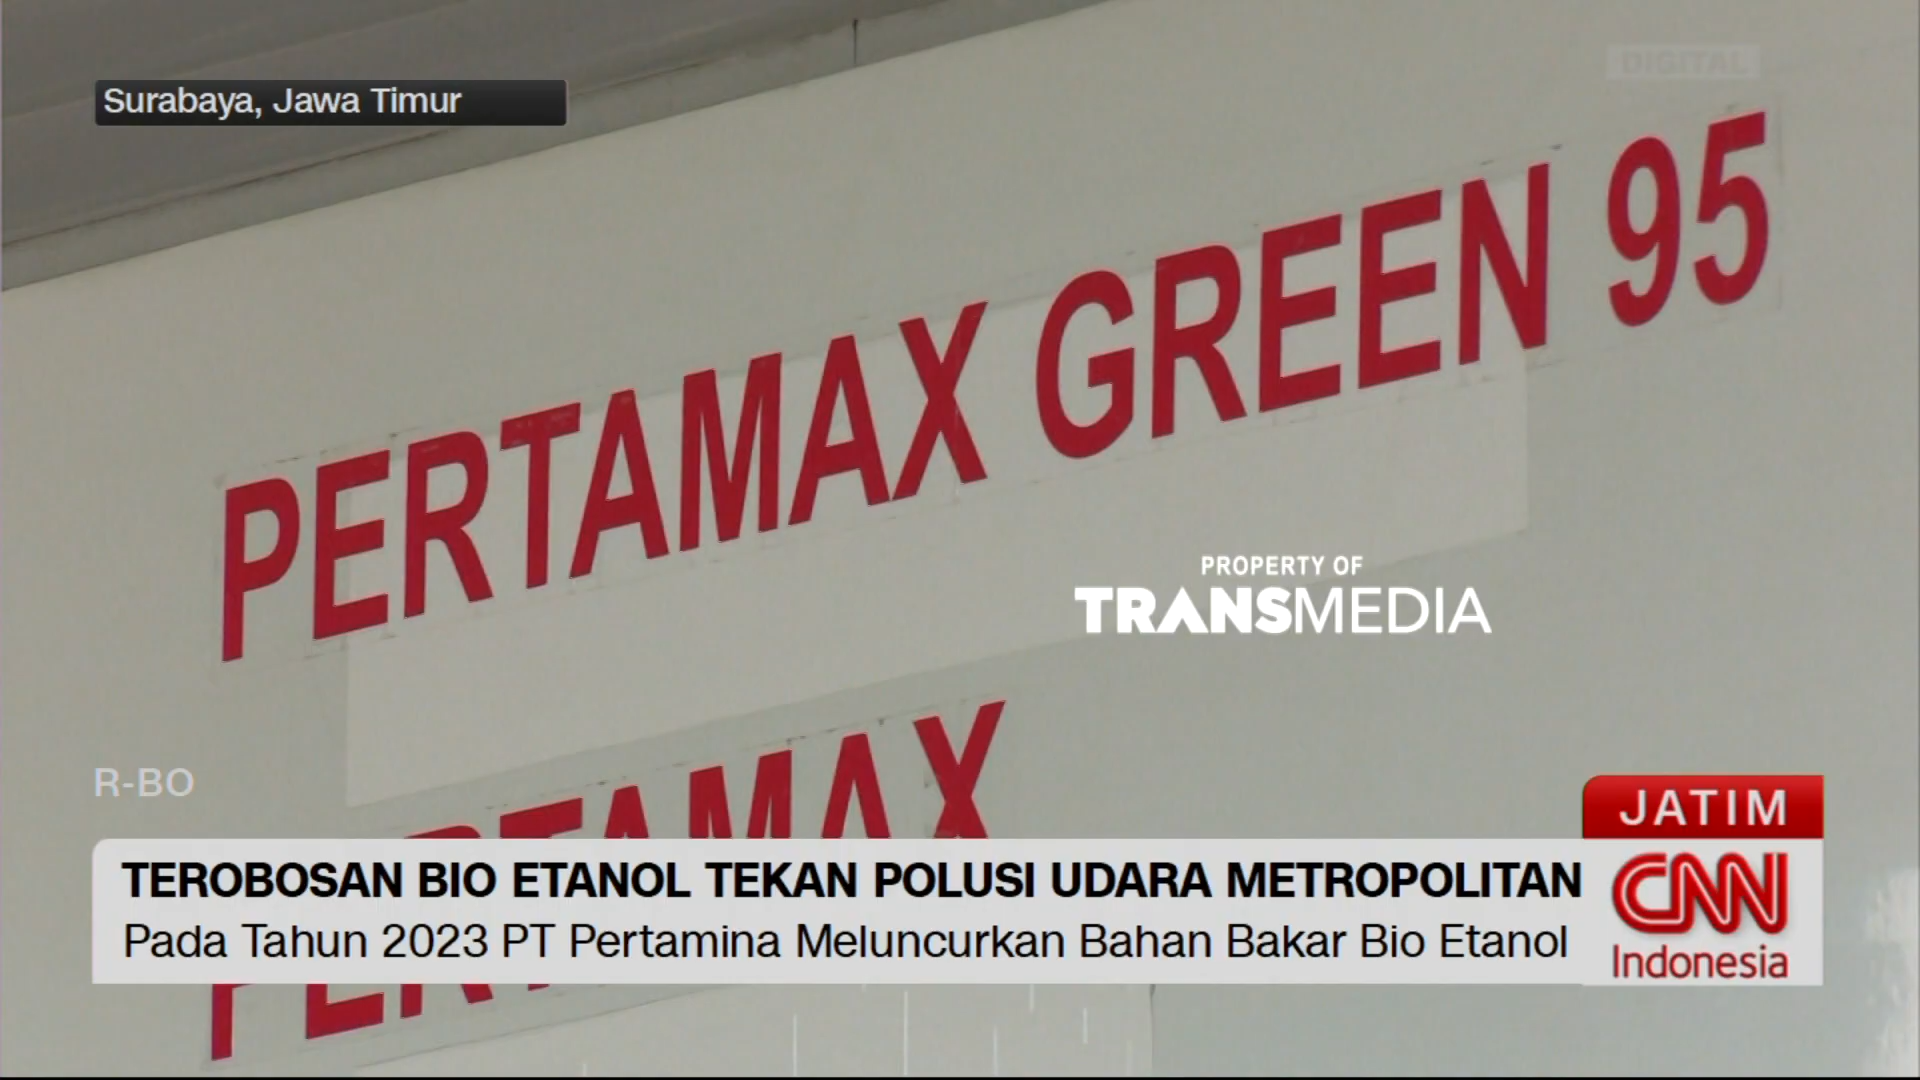 DIGITAL
Surabaya, Jawa Timur
PERTAMAX GREEN 95
PROPERTY OF
TRANSMEDIA
PERTAMAX
R-BO
JATIM
TEROBOSAN BIO ETANOL TEKAN POLUSI UDARA METROPOLITAN
Pada Tahun 2023 PT Pertamina Meluncurkan Bahan Bakar Bio Etanol
CNN
Indonesia